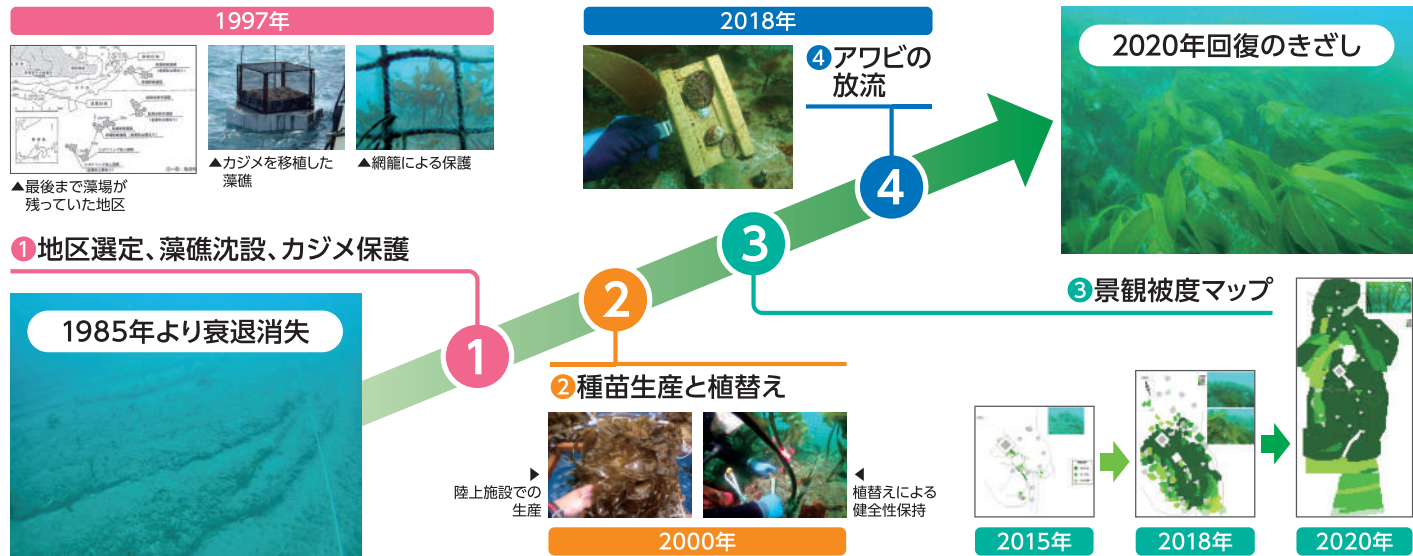 1997年
▲最後まで藻場が
残っていた地区
▲カジメを移植した
藻礁
▲網籠による保護
❶地区選定、藻礁沈設、カジメ保護
1985年より衰退消失
1
2
3
4
❷種苗生産と植替え
▶
陸上施設での
生産
◀
植替えによる
健全性保持
2000年
2018年
❹アワビの
放流
2020年回復のきざし
❸景観被度マップ
2015年
2018年
2020年